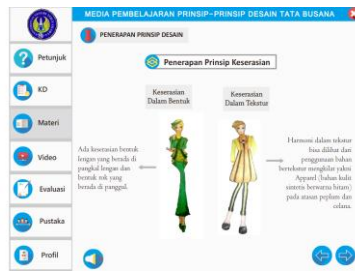 MEDIA PEMBELAJARAN PRINSIP-PRINSIP DESAIN TATA BUSANA
PENERAPAN PRINSIP DESAIN
Petunjuk
KD
Materi
Video
Evaluasi
Pustaka
Profil
Penerapan Prinsip Keserasian
Keserasian
Dalam Bentuk
Keserasian
Dalam Tekstur
Ada keserasian bentuk
lengan yang berada di
pangkal lengan dan
bentuk rok yang
berada di panggul.
Harmoni dalam tekstur
bisa dilihat dari
penggunaan bahan
bertekstur mengkilar yakni
Apparel (bahan kulit
sintetis berwarna hitam)
pada atasan peplum dan
celana.